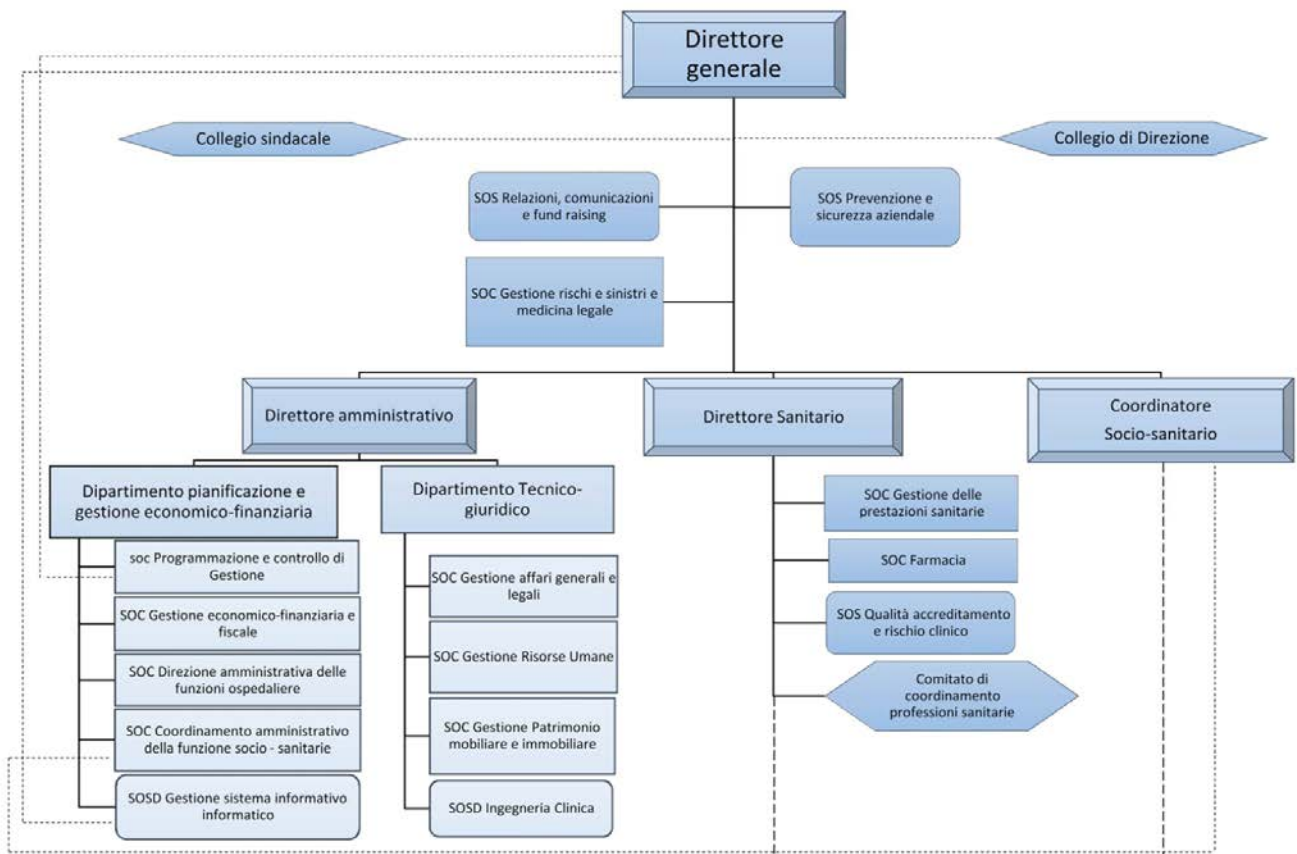 Direttore
generale
Collegio sindacale
Collegio di Direzione
SOS Relazioni, comunicazioni
e fund raising
SOS Prevenzione e
sicurezza aziendale
SOC Gestione rischi e sinistri e
medicina legale
Direttore amministrativo
Direttore Sanitario
Coordinatore
Socio-sanitario
Dipartimento pianificazione e
gestione economico-finanziaria
soc Programmazione e controllo di
Gestione
SOC Gestione economico-finanziaria e
fiscale
SOC Direzione amministrativa delle
funzioni ospedaliere
SOC Coordinamento amministrativo
della funzione socio - sanitarie
SOSD Gestione sistema informativo
informatico
Dipartimento Tecnico-
giuridico
SOC Gestione affari generali e
legali
SOC Gestione Risorse Umane
SOC Gestione Patrimonio
mobiliare e immobiliare
SOSD Ingegneria Clinica
SOC Gestione delle
prestazioni sanitarie
SOC Farmacia
SOS Qualità accreditamento
e rischio clinico
Comitato di
coordinamento
professioni sanitarie